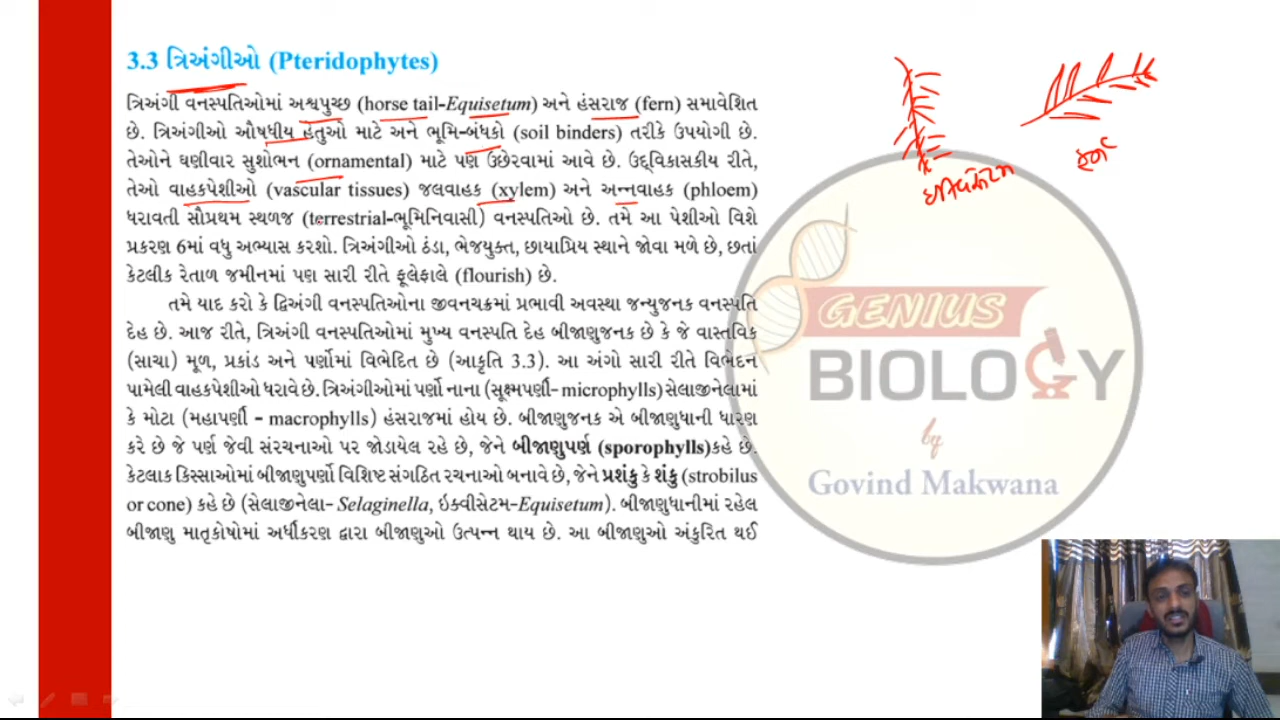 3.3 ત્રિઅંગીઓ (Pteridophytes)
ત્રિઅંગી વનસ્પતિઓમાં અશ્વપુચ્છ (horse tail-Equisetum) અને હંસરાજ (fern) સમાવેશિત
છે. ત્રિઅંગીઓ ઔષધીય હેતુઓ માટે અને ભૂમિ-બંધકો (soil binders) તરીકે ઉપયોગી છે.
તેઓને ઘણીવાર સુશોભન (ornamental) માટે પણ ઉછેરવામાં આવે છે. ઉદ્દવિકાસકીય રીતે,
તેઓ વાહકપેશીઓ (vascular tissues) જલવાહક (xylem) અને અન્નવાહક (phloem)
ધરાવતી સૌપ્રથમ સ્થળજ (terrestrial-ભૂમિનિવાસી) વનસ્પતિઓ છે. તમે આ પેશીઓ વિશે
પ્રકરણ 6માં વધુ અભ્યાસ કરશો. ત્રિઅંગીઓ ઠંડા, ભેજયુક્ત, છાયાપ્રિય સ્થાને જોવા મળે છે, છતાં
કેટલીક રેતાળ જમીનમાં પણ સારી રીતે ફૂલેફાલે (flourish) છે.
તમે યાદ કરો કે દ્વિઅંગી વનસ્પતિઓના જીવનચક્રમાં પ્રભાવી અવસ્થા જન્યુજનક વનસ્પતિ
દેહ છે. આજ રીતે, ત્રિઅંગી વનસ્પતિઓમાં મુખ્ય વનસ્પતિ દેહ બીજાણુજનક છે કે જે વાસ્તવિક
(સાચા) મૂળ, પ્રકાંડ અને પર્ણોમાં વિભેદિત છે (આકૃતિ 3.3). આ અંગો સારી રીતે વિભેદન
પામેલી વાહકપેશીઓ ધરાવે છે. ત્રિઅંગીઓમાં પર્ણો નાના (સૂક્ષ્મપર્ણી-microphylls) સેલાજીનેલામાં
કે મોટા (મહાપર્ણી – macrophylls) હંસરાજમાં હોય છે. બીજાણુજનક એ બીજાણુધાની ધારણ
કરે છે જે પર્ણ જેવી સંરચનાઓ પર જોડાયેલ રહે છે, જેને બીજાણુપર્ણ (sporophylls)કહે છે.
કેટલાક કિસ્સાઓમાં બીજાણુપર્ણો વિશિષ્ટ સંગઠિત રચનાઓ બનાવે છે, જેને પ્રશંકુ કે શંકુ (strobilus
or cone) કહે છે (સેલાજીનેલા- Selaginella, ઇક્વીસેટમ-Equisetum). બીજાણુધાનીમાં રહેલ
બીજાણુ માતૃકોષોમાં અર્ધીકરણ દ્વારા બીજાણુઓ ઉત્પન્ન થાય છે. આ બીજાણુઓ અંકુરિત થઈ
ફર્ન
GENIUS
BIOLOGY
by
Govind Makwana